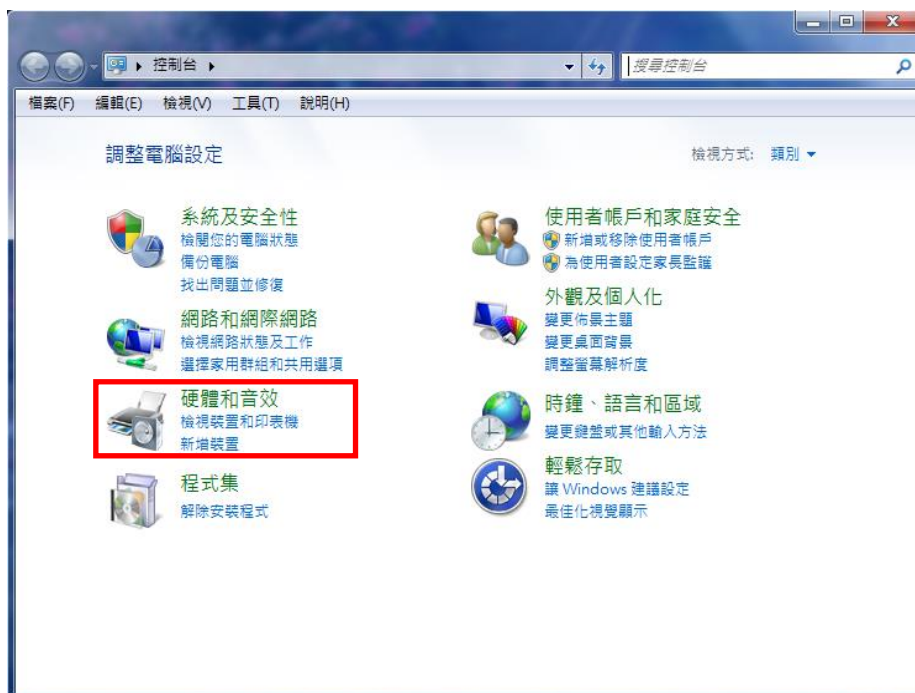 控制台
搜尋控制台
檔案(F) 編輯(E) 檢視(V) 工具(T) 說明(H)
調整電腦設定
檢視方式: 類別
系統及安全性
檢閱您的電腦狀態
備份電腦
找出問題並修復
網路和網際網路
檢視網路狀態及工作
選擇家用群組和共用選項
硬體和音效
檢視裝置和印表機
新增裝置
程式集
解除安裝程式
使用者帳戶和家庭安全
新增或移除使用者帳戶
為使用者設定家長監護
外觀及個人化
變更佈景主題
變更桌面背景
調整螢幕解析度
時鐘、語言和區域
變更鍵盤或其他輸入方法
輕鬆存取
讓 Windows 建議設定
最佳化視覺顯示